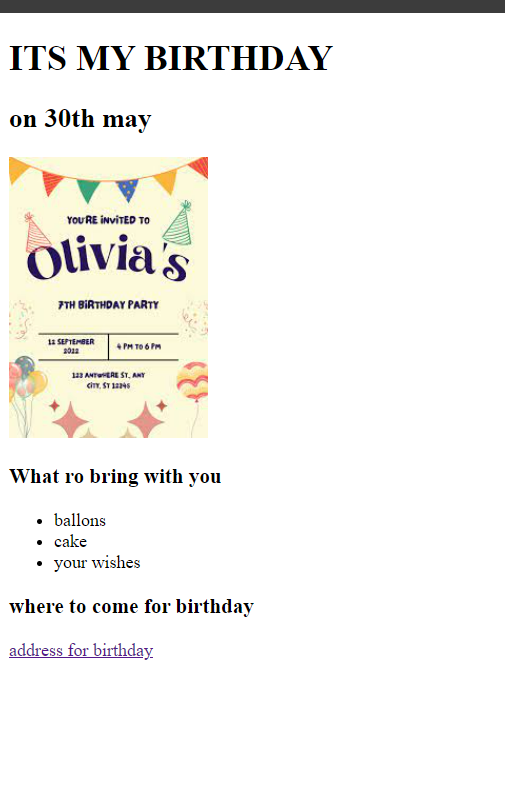 ITS MY BIRTHDAY
on 30th may
YOU'RE INVITED TO
Olivia's
7TH BIRTHDAY PARTY
12 SEPTEMBER
2022
4 PM TO 6 PM
123 ANYWHERE ST., ANY
CITY, ST 12345
What ro bring with you
ballons
cake
your wishes
where to come for birthday
address for birthday